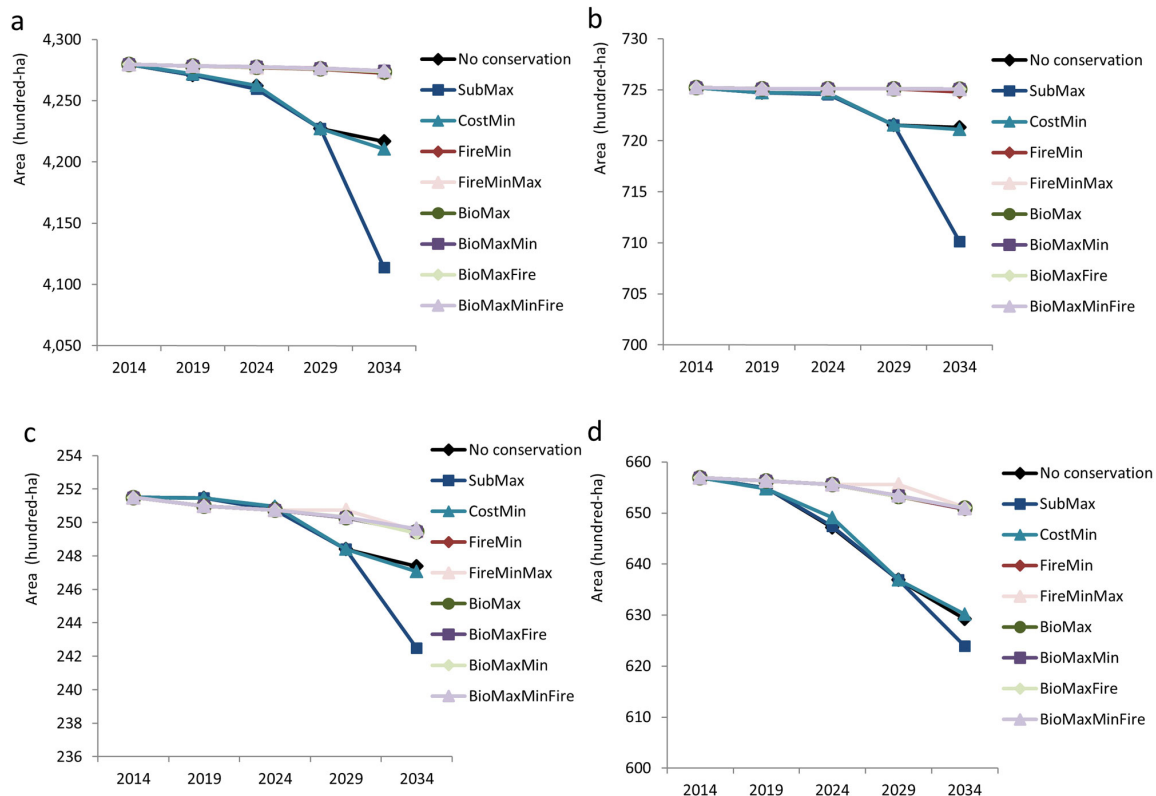 a
Area (hundred-ha)
4,300
4,250
4,200
4,150
4,100
4,050
2014 2019 2024 2029 2034
No conservation
SubMax
CostMin
FireMin
FireMinMax
BioMax
BioMaxMin
BioMaxFire
BioMaxMinFire
b
Area (hundred-ha)
730
725
720
715
710
705
700
2014 2019 2024 2029 2034
No conservation
SubMax
CostMin
FireMin
FireMinMax
BioMax
BioMaxMin
BioMaxFire
BioMaxMinFire
c
Area (hundred-ha)
254
252
250
248
246
244
242
240
238
236
2014 2019 2024 2029 2034
No conservation
SubMax
CostMin
FireMin
FireMinMax
BioMax
BioMaxFire
BioMaxMin
BioMaxMinFire
d
Area (hundred-ha)
660
650
640
630
620
610
600
2014 2019 2024 2029 2034
No conservation
SubMax
CostMin
FireMin
FireMinMax
BioMax
BioMaxMin
BioMaxFire
BioMaxMinFire